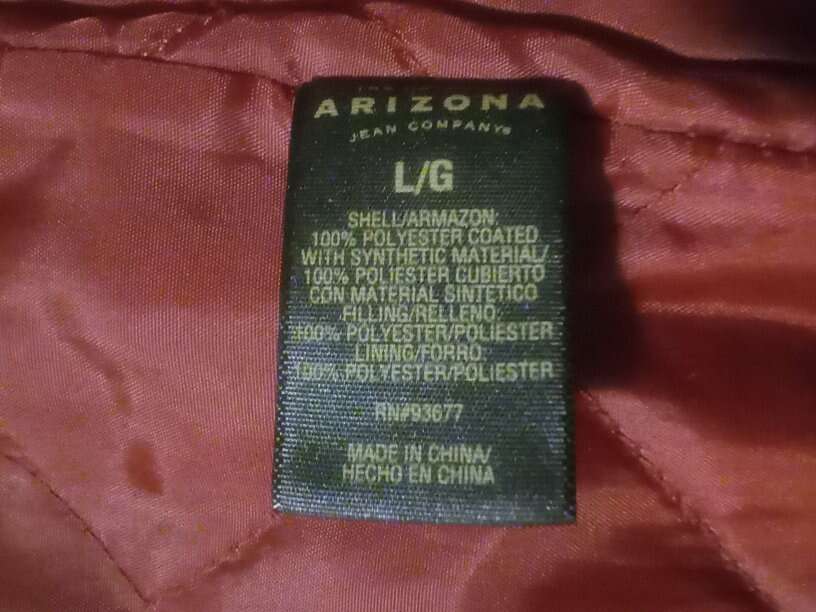 ARIZONA
JEAN COMPANY®
L/G
SHELL/ARMAZON:
100% POLYESTER COATED
WITH SYNTHETIC MATERIAL/
100% POLIESTER CUBIERTO
CON MATERIAL SINTETICO
FILLING/RELLENO:
100% POLYESTER/POLIESTER
LINING/FORRO:
100% POLYESTER/POLIESTER
RN#93677
MADE IN CHINA/
HECHO EN CHINA